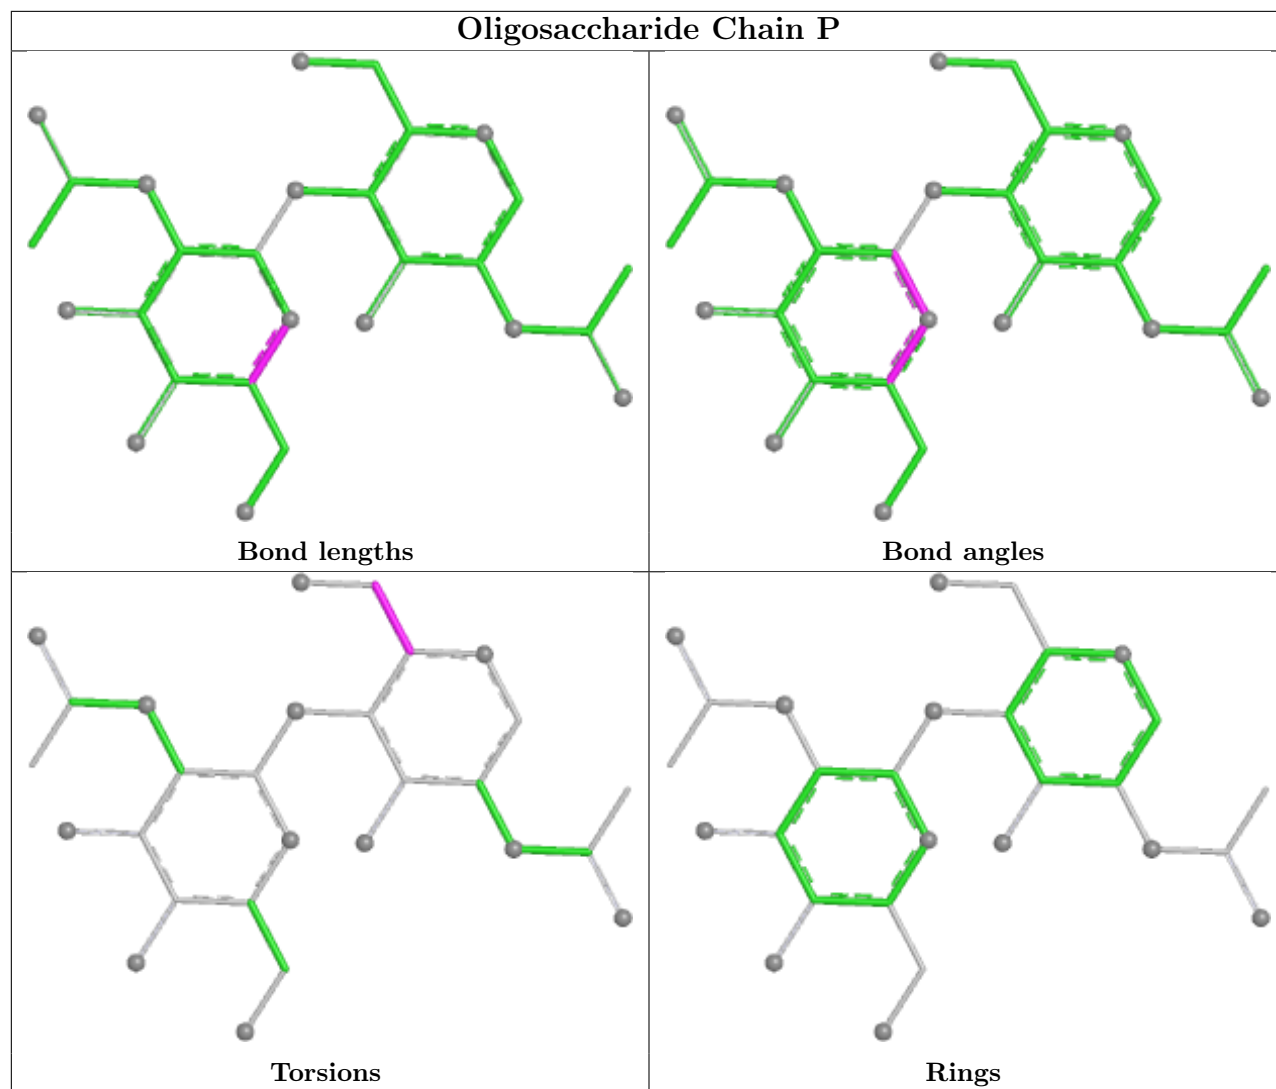 Oligosaccharide Chain P
Bond lengths
Bond angles
Torsions
Rings